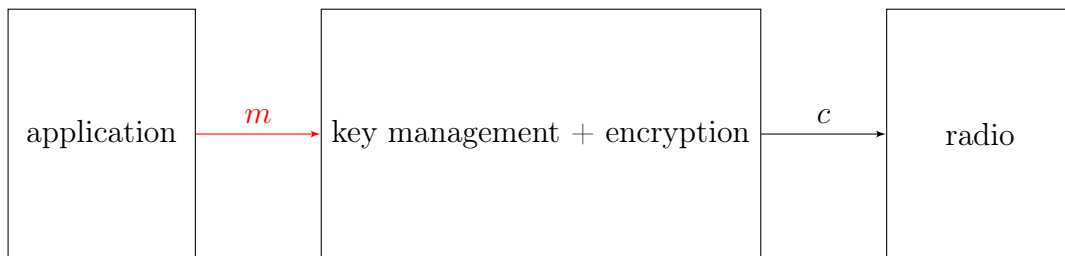 application
m
key management + encryption
c
radio